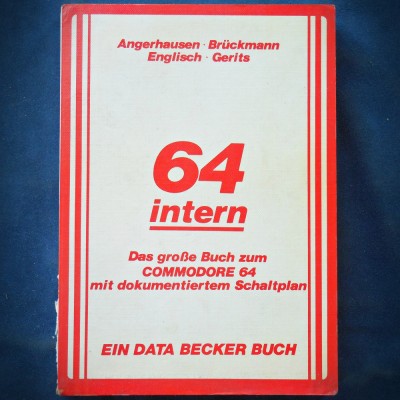 Angerhausen · Brückmann
Englisch · Gerits
64
intern
Das große Buch zum
COMMODORE 64
mit dokumentiertem Schaltplan
EIN DATA BECKER BUCH